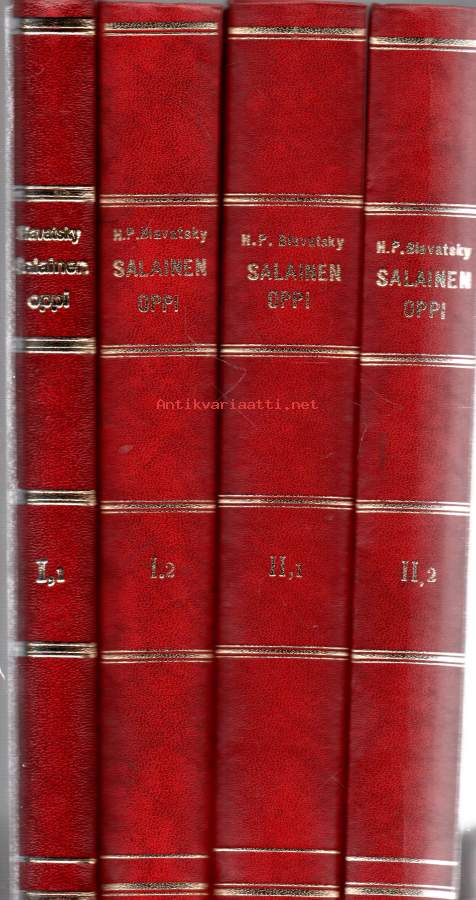 Blavatsky
Salainen
oppi
I,1
H.P.Blavatsky
SALAINEN
OPPI
I.2
H.P. Blavatsky
SALAINEN
OPPI
II,1
H.P.Blavatsky
SALAINEN
OPPI
II,2
Antikvariaatti.net